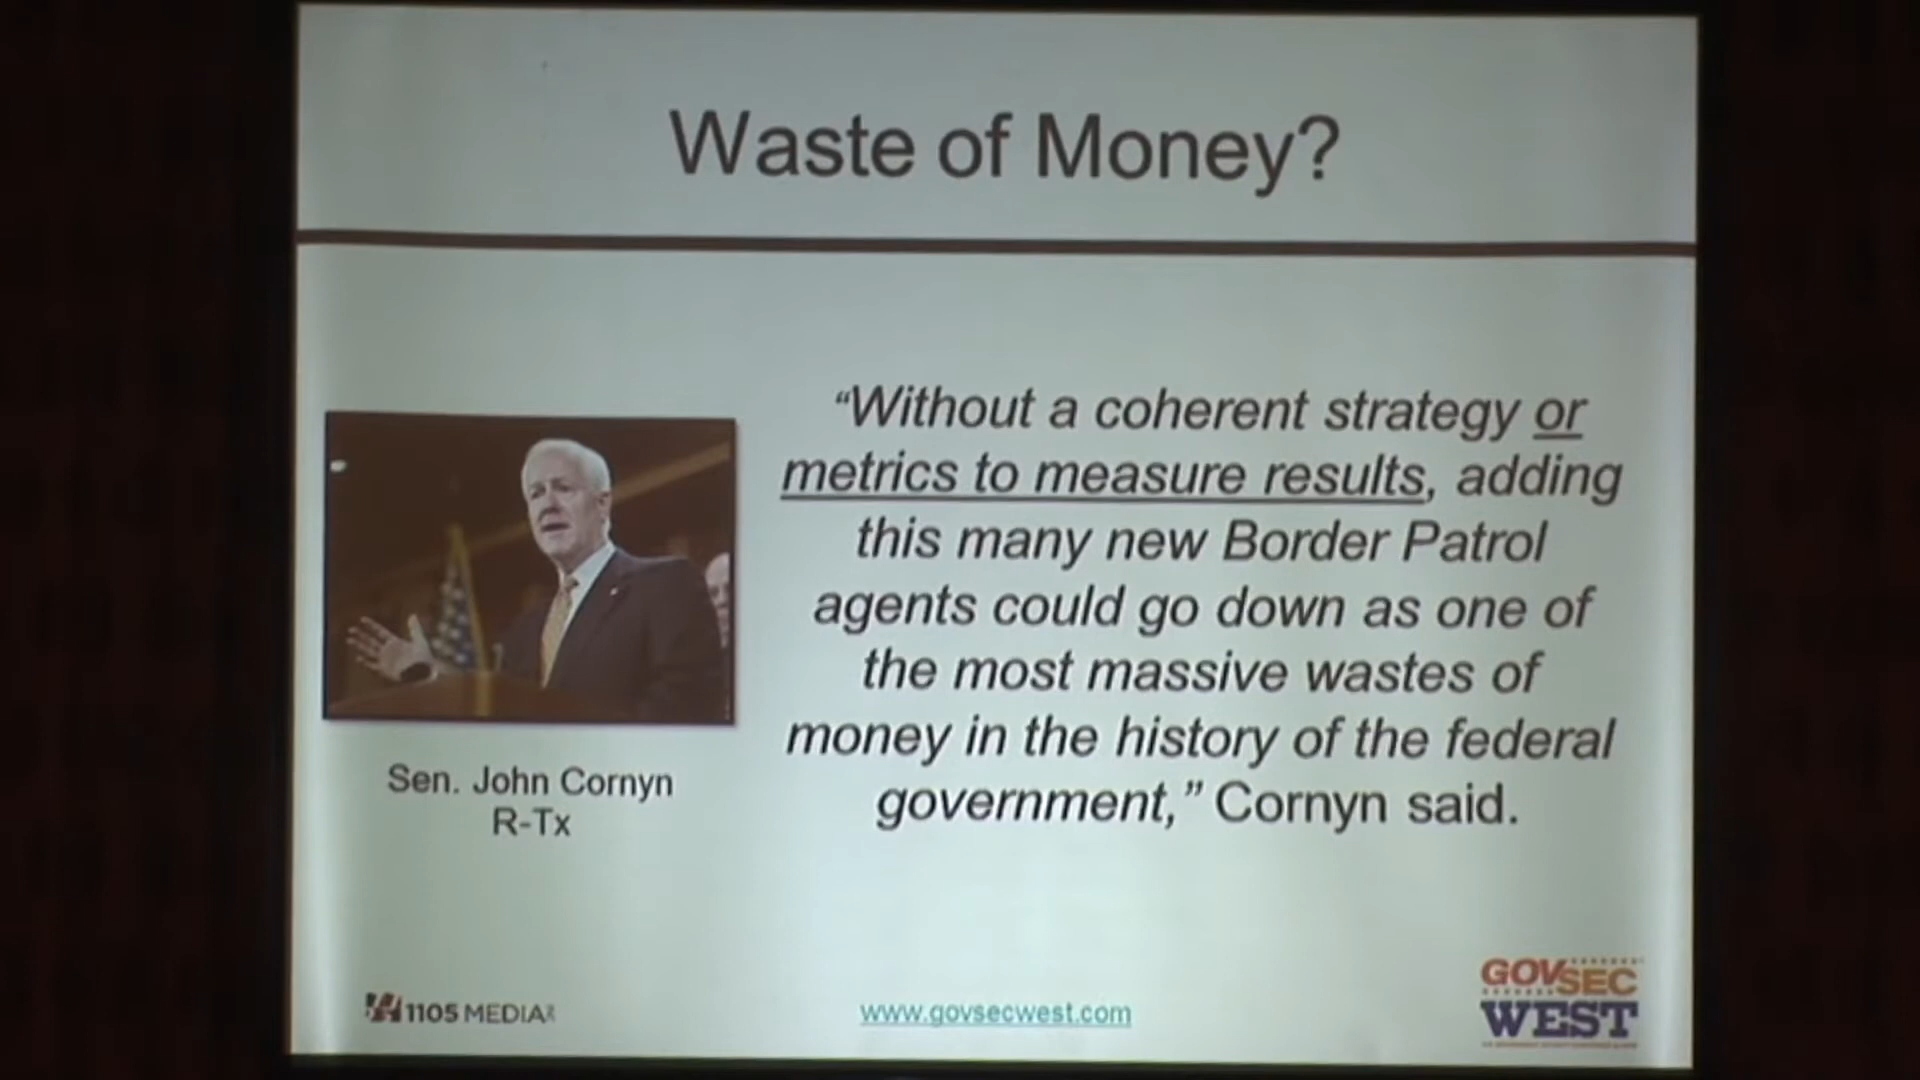 Waste of Money?
“Without a coherent strategy or
metrics to measure results, adding
this many new Border Patrol
agents could go down as one of
the most massive wastes of
money in the history of the federal
government,” Cornyn said.
Sen. John Cornyn
R-Tx
1105 MEDIA
www.govsecwest.com
GOVSEC
WEST